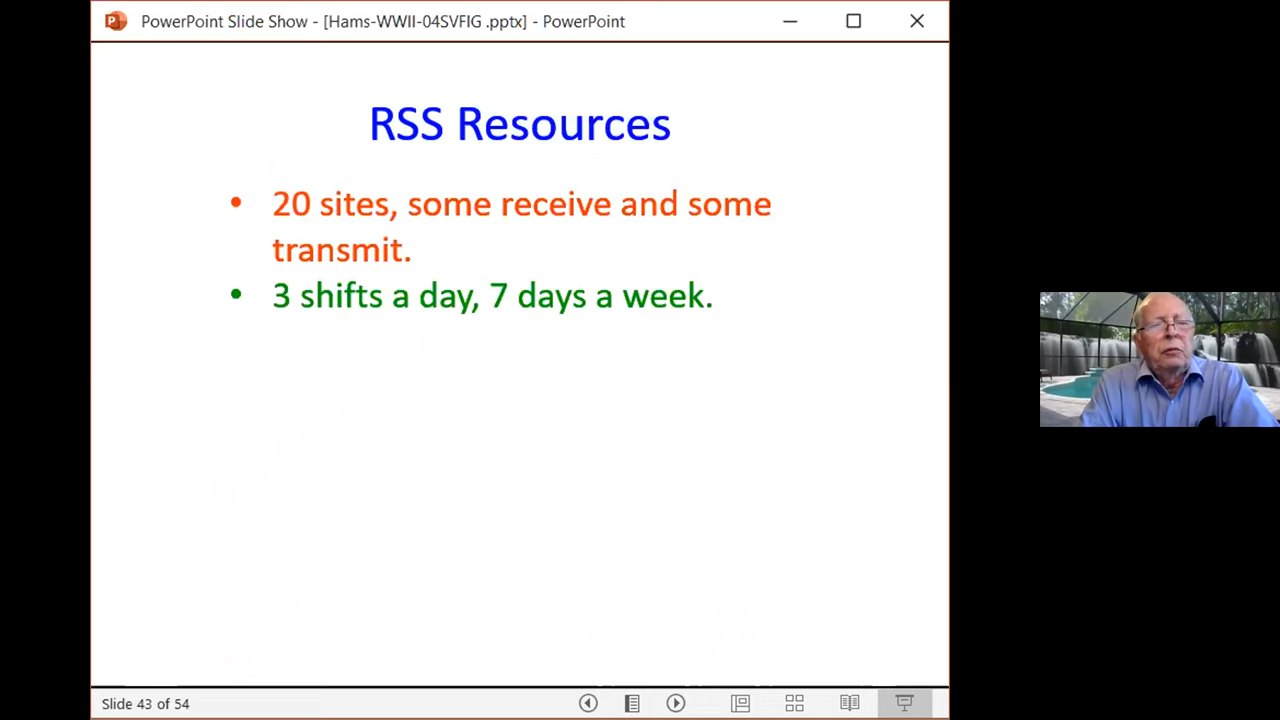 PowerPoint Slide Show - [Hams-WWII-04SVFIG .pptx] - PowerPoint
RSS Resources
• 20 sites, some receive and some
transmit.
• 3 shifts a day, 7 days a week.
Slide 43 of 54